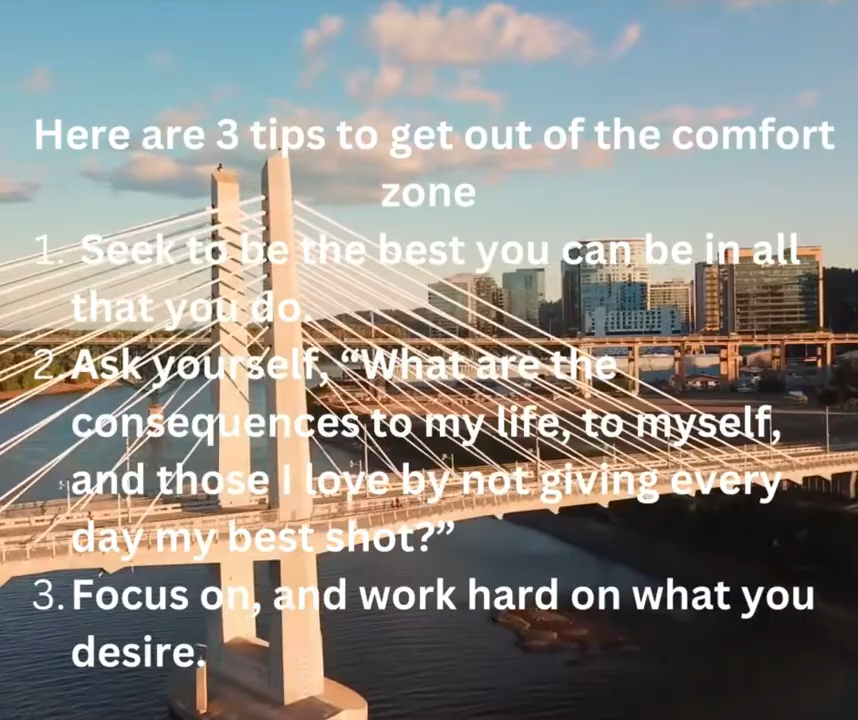 Here are 3 tips to get out of the comfort
zone
1. Seek to be the best you can be in all
that you do.
2. Ask yourself, “What are the
consequences to my life, to myself,
and those I love by not giving every
day my best shot?”
3. Focus on, and work hard on what you
desire.